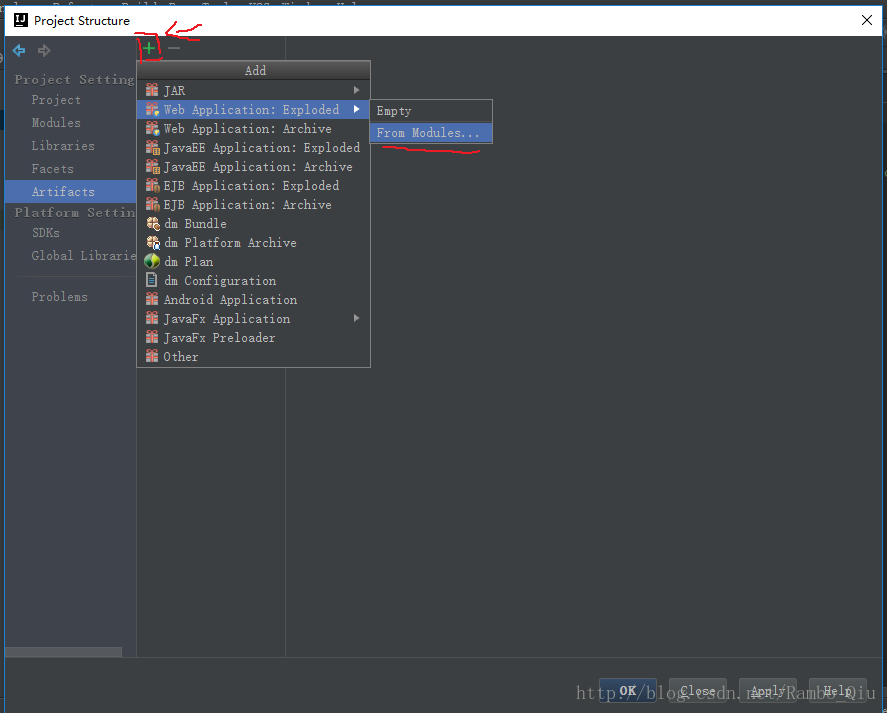 Project Structure
Add
Project Setting
Project
Modules
Libraries
Facets
Artifacts
Platform Settin
SDKs
Global Librarie
Problems
JAR
Web Application: Exploded
Web Application: Archive
JavaEE Application: Exploded
JavaEE Application: Archive
EJB Application: Exploded
EJB Application: Archive
dm Bundle
dm Platform Archive
dm Plan
dm Configuration
Android Application
JavaFx Application
JavaFx Preloader
Other
Empty
From Modules...
OK
Close
Apply
Help
http://blog.csdn.net/Rambo_Qiu